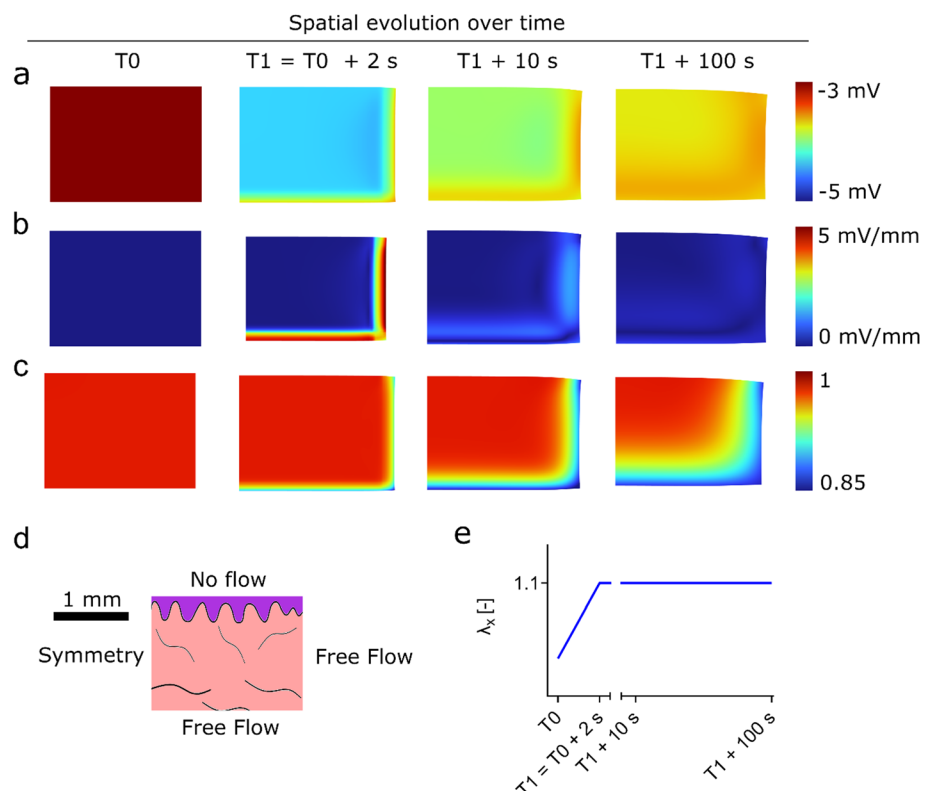 Spatial evolution over time
T0
T1 = T0 + 2 s
T1 + 10 s
T1 + 100 s
a
-3 mV
-5 mV
b
5 mV/mm
0 mV/mm
c
1
0.85
d
No flow
1 mm
Symmetry
Free Flow
Free Flow
e
1.1
λx [-]
T0
T1 = T0 + 2 s
T1 + 10 s
T1 + 100 s